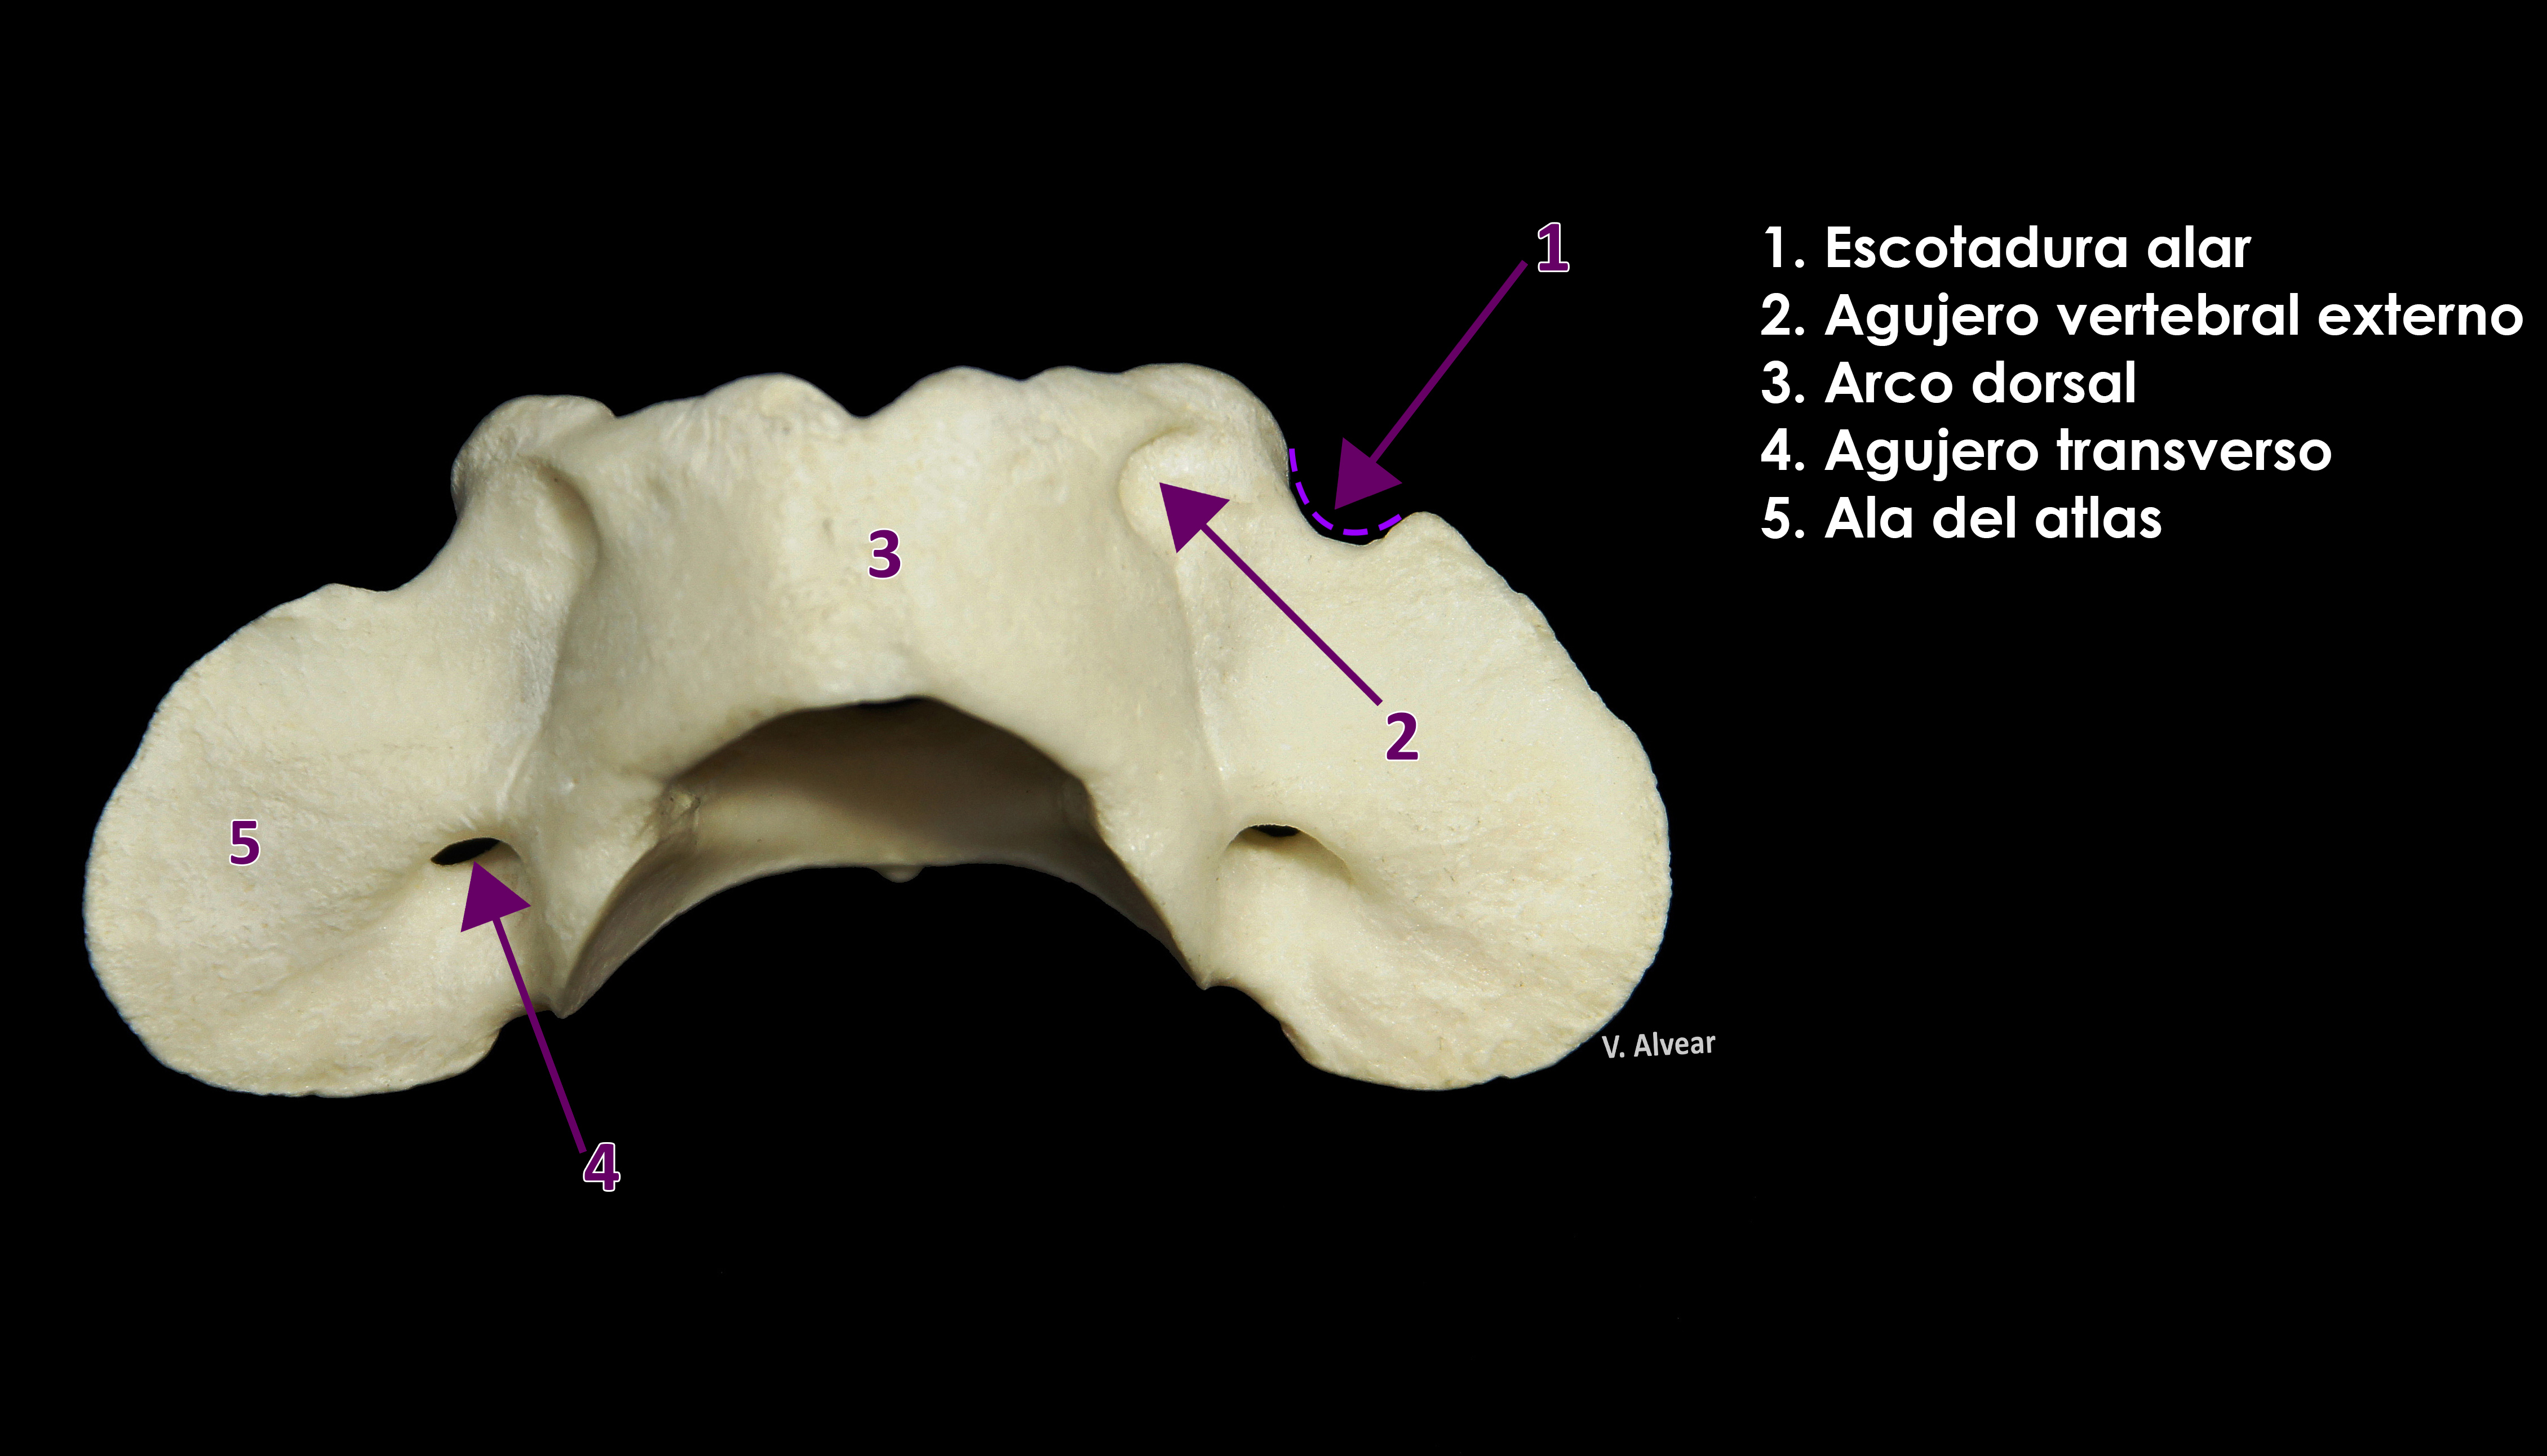 1
1. Escotadura alar
2. Agujero vertebral externo
3. Arco dorsal
4. Agujero transverso
5. Ala del atlas
3
2
5
V. Alvear
4